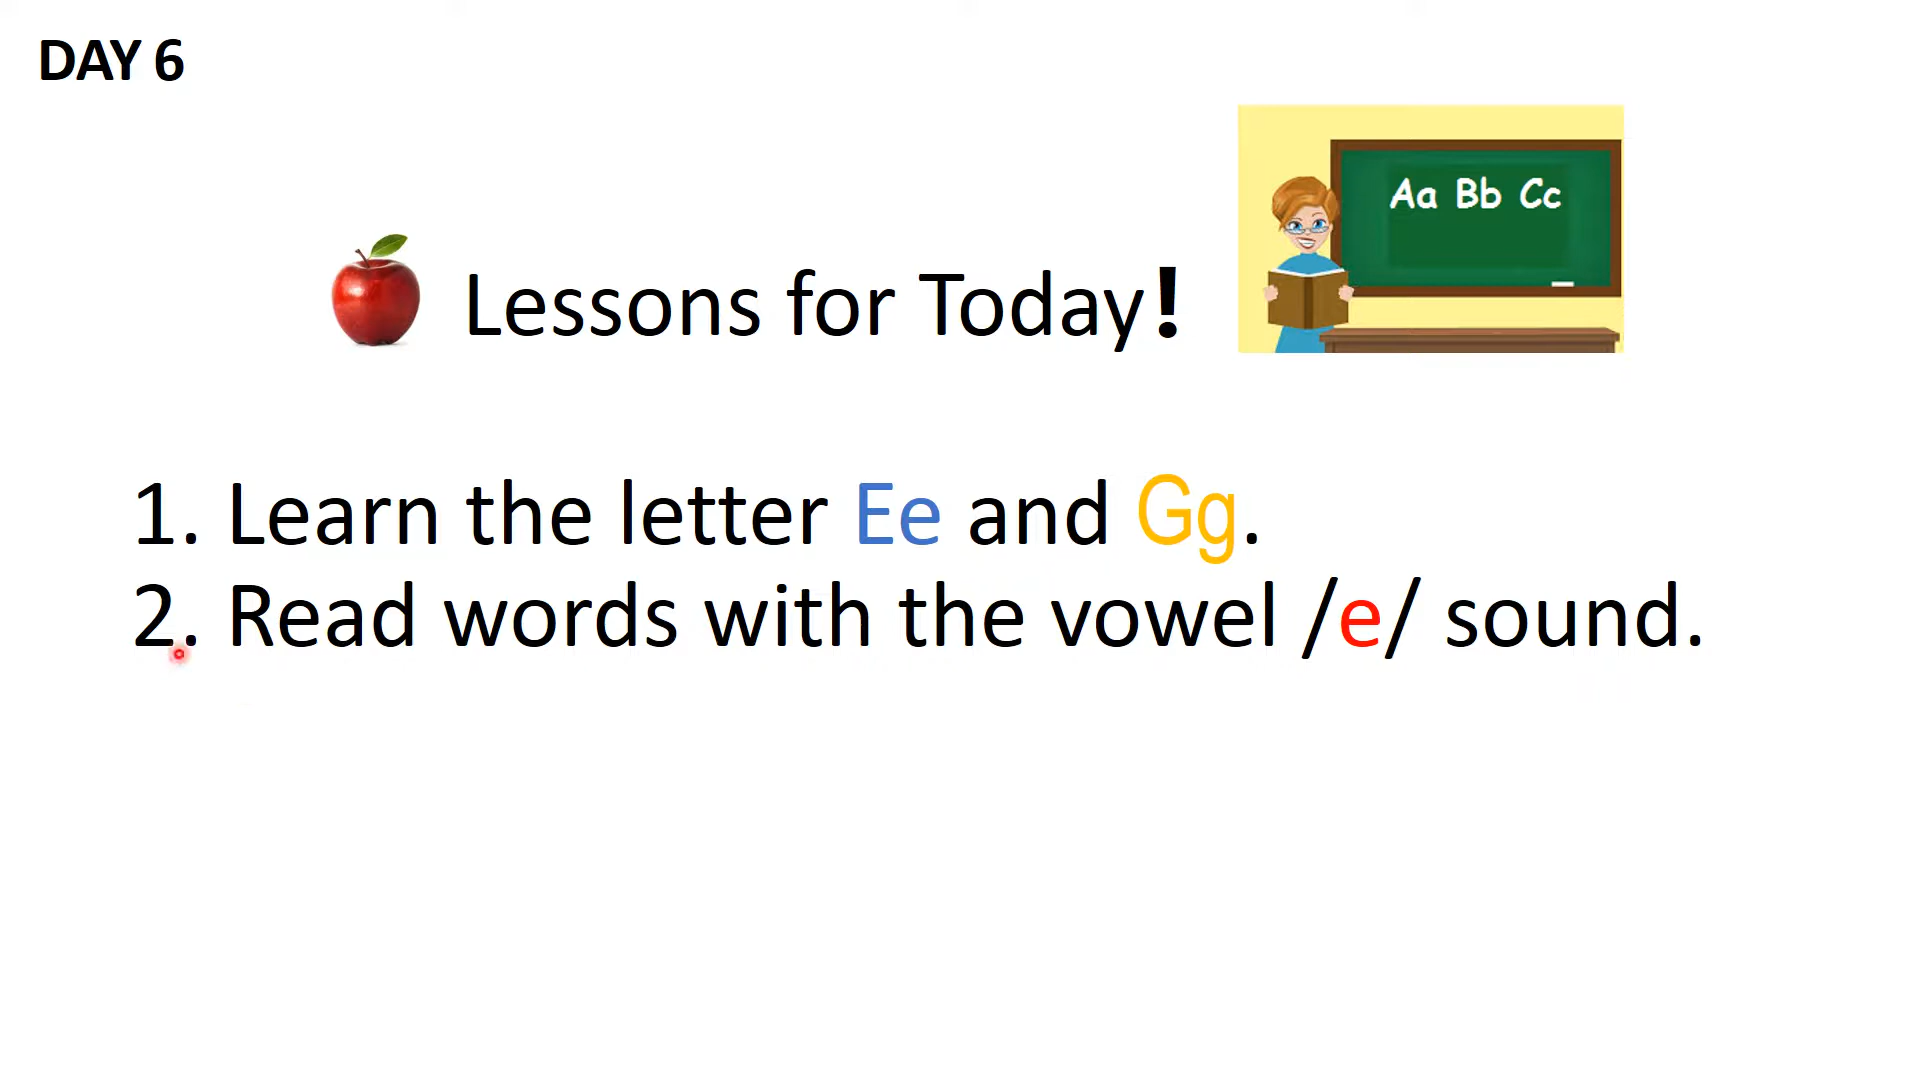 DAY 6
Aa Bb Cc
Lessons for Today!
1. Learn the letter Ee and Gg.
2. Read words with the vowel /e/ sound.